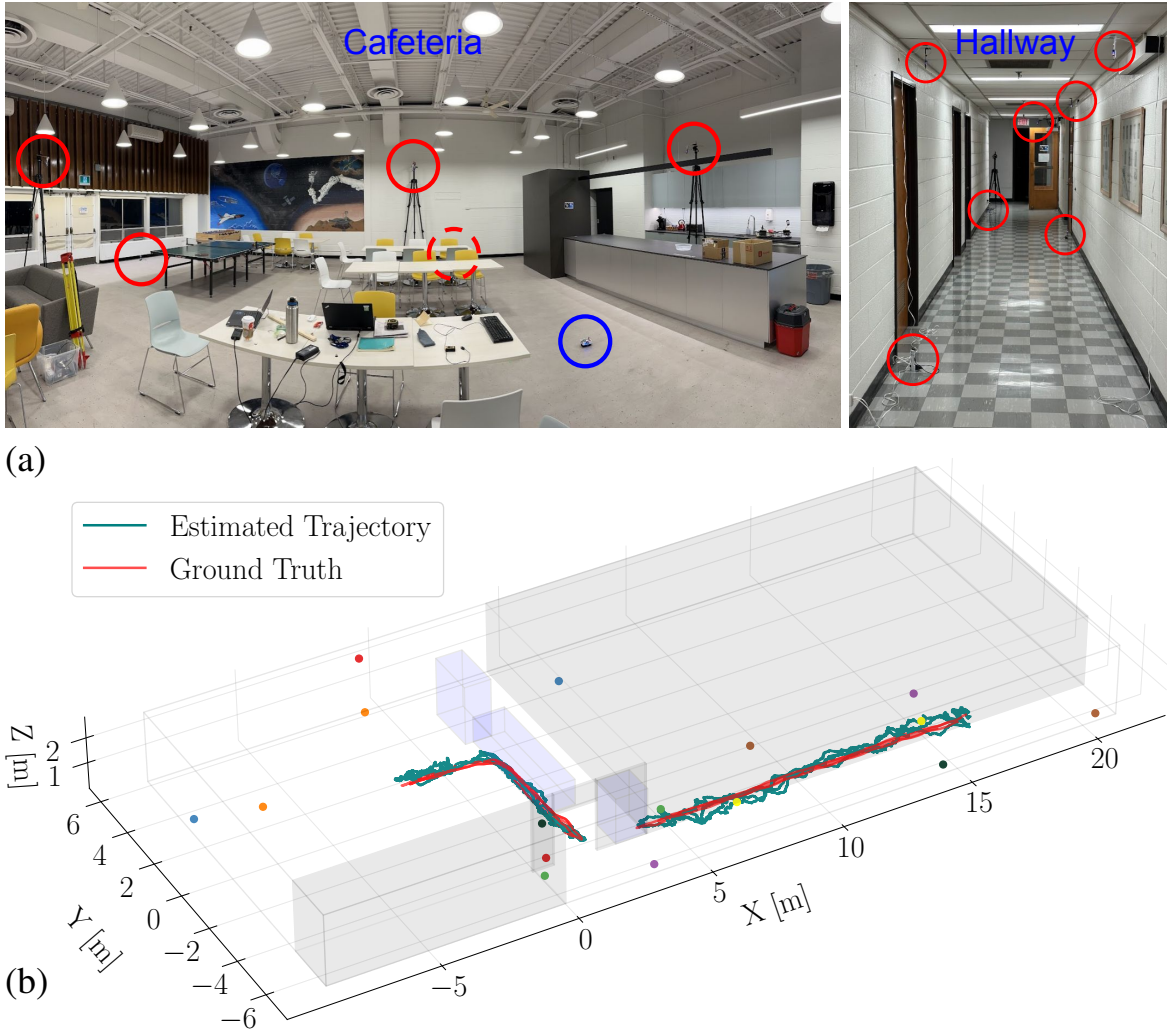 Cafeteria
Hallway
(a)
Estimated Trajectory
Ground Truth
Z [m]
2
1
6
4
2
0
−2
−4
−6
Y [m]
−5
0
5
10
15
20
X [m]
(b)